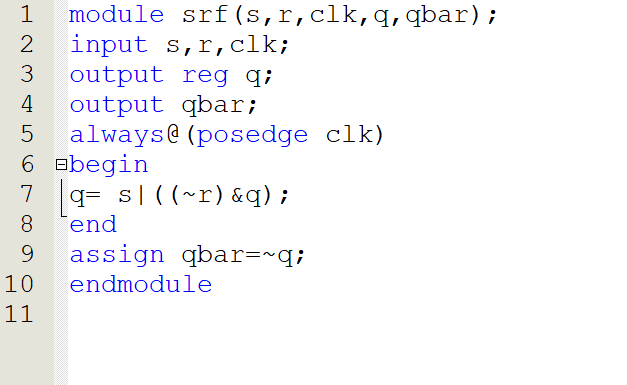 1 module srf(s,r,clk,q,qbar);
2 input s,r,clk;
3 output reg q;
4 output qbar;
5 always@(posedge clk)
6 begin
7 q= s|((~r)&q);
8 end
9 assign qbar=~q;
10 endmodule
11